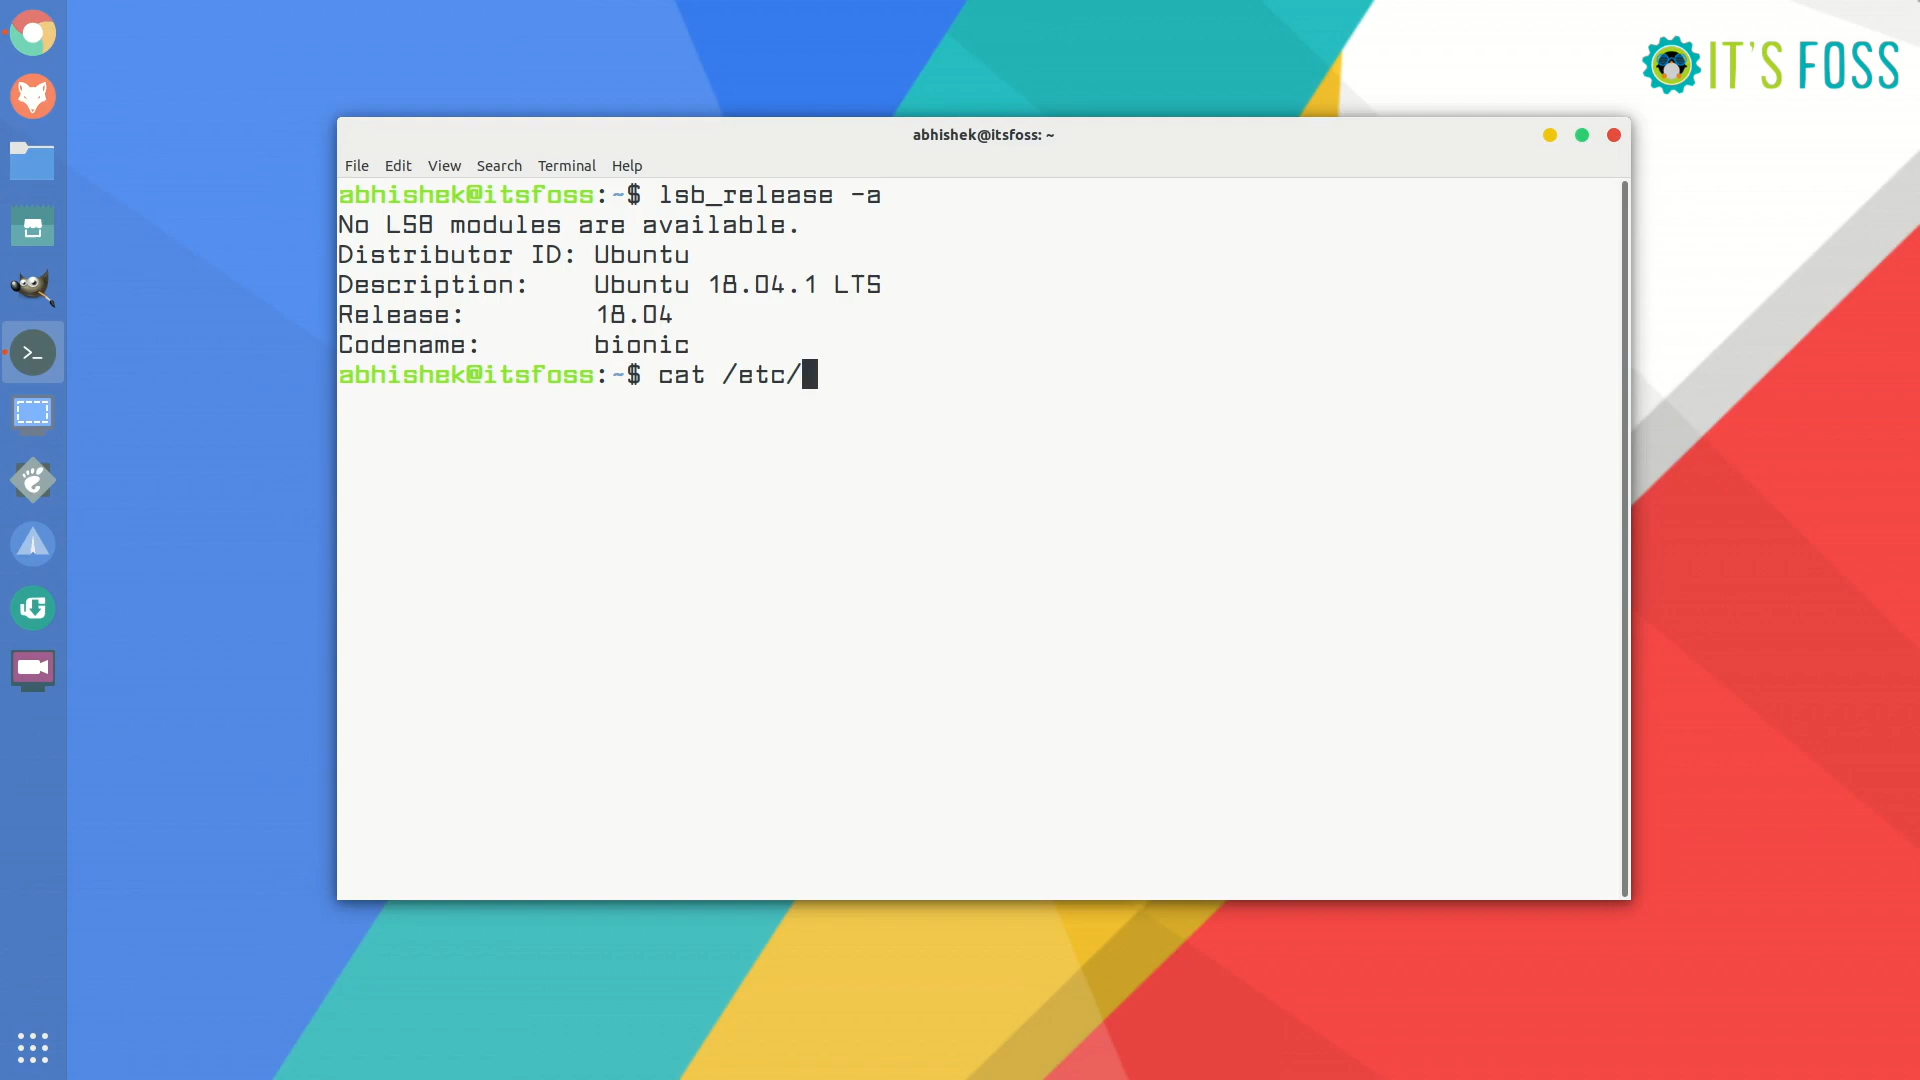 IT'S FOSS
abhishek@itsfoss: ~
File Edit View Search Terminal Help
abhishek@itsfoss:~$ lsb_release -a
No LSB modules are available.
Distributor ID: Ubuntu
Description: Ubuntu 18.04.1 LTS
Release: 18.04
Codename: bionic
abhishek@itsfoss:~$ cat /etc/